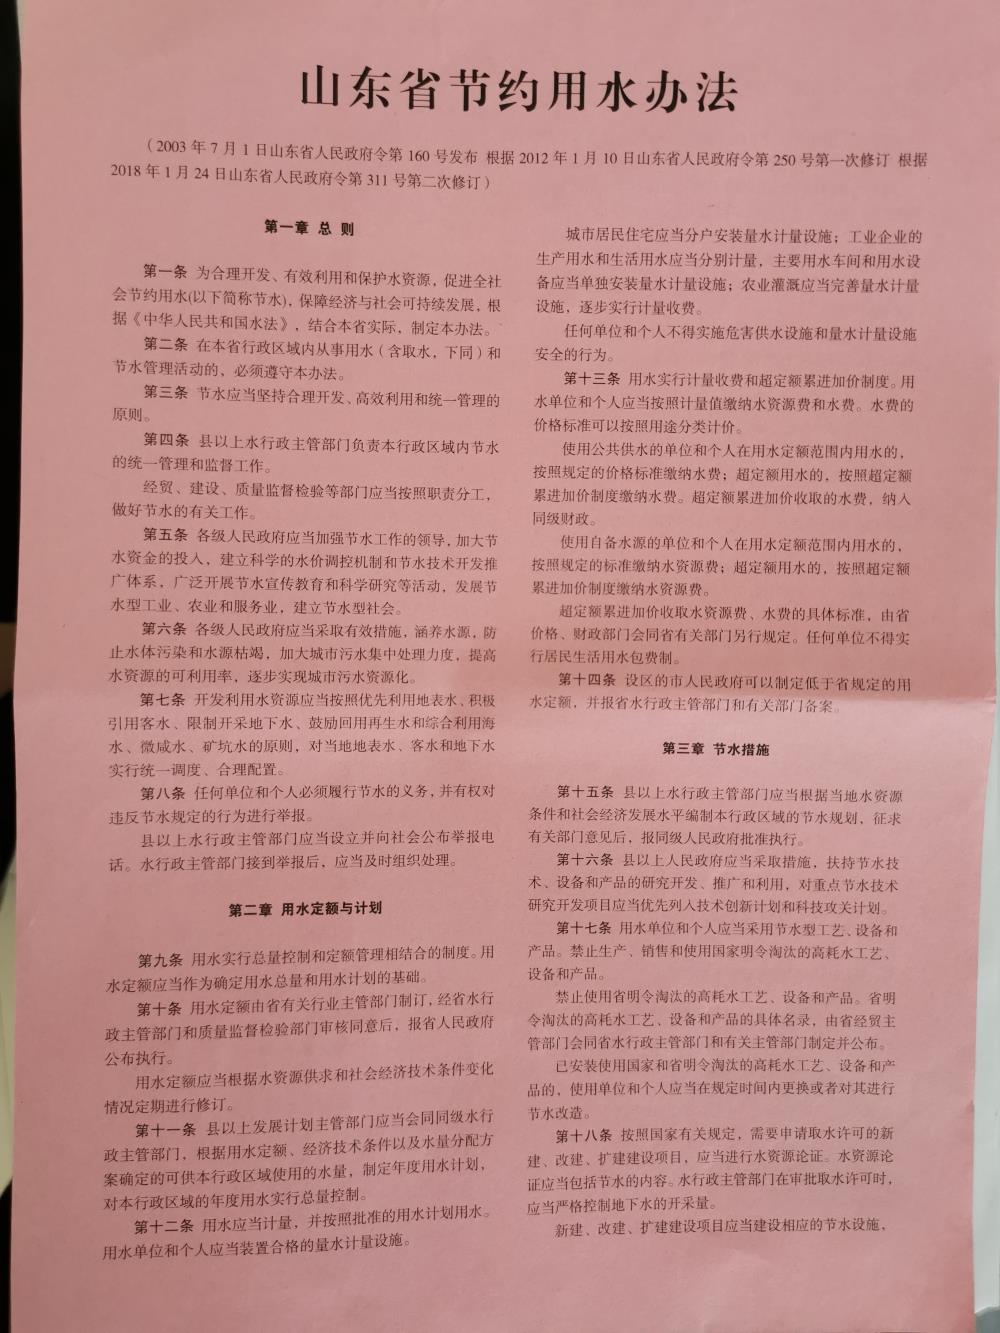 山东省节约用水办法
（2003 年 7 月 1 日山东省人民政府令第 160 号发布 根据 2012 年 1 月 10 日山东省人民政府令第 250 号第一次修订 根据
2018 年 1 月 24 日山东省人民政府令第 311 号第二次修订）
第一章 总 则
第一条 为合理开发、有效利用和保护水资源，促进全社
会节约用水(以下简称节水)，保障经济与社会可持续发展，根
据《中华人民共和国水法》，结合本省实际，制定本办法。
第二条 在本省行政区域内从事用水（含取水，下同）和
节水管理活动的，必须遵守本办法。
第三条 节水应当坚持合理开发、高效利用和统一管理的
原则。
第四条 县以上水行政主管部门负责本行政区域内节水
的统一管理和监督工作。
经贸、建设、质量监督检验等部门应当按照职责分工，
做好节水的有关工作。
第五条 各级人民政府应当加强节水工作的领导，加大节
水资金的投入，建立科学的水价调控机制和节水技术开发推
广体系，广泛开展节水宣传教育和科学研究等活动，发展节
水型工业、农业和服务业，建立节水型社会。
第六条 各级人民政府应当采取有效措施，涵养水源，防
止水体污染和水源枯竭，加大城市污水集中处理力度，提高
水资源的可利用率，逐步实现城市污水资源化。
第七条 开发利用水资源应当按照优先利用地表水、积极
引用客水、限制开采地下水、鼓励回用再生水和综合利用海
水、微咸水、矿坑水的原则，对当地地表水、客水和地下水
实行统一调度、合理配置。
第八条 任何单位和个人必须履行节水的义务，并有权对
违反节水规定的行为进行举报。
县以上水行政主管部门应当设立并向社会公布举报电
话。水行政主管部门接到举报后，应当及时组织处理。
第二章 用水定额与计划
第九条 用水实行总量控制和定额管理相结合的制度。用
水定额应当作为确定用水总量和用水计划的基础。
第十条 用水定额由省有关行业主管部门制订，经省水行
政主管部门和质量监督检验部门审核同意后，报省人民政府
公布执行。
用水定额应当根据水资源供求和社会经济技术条件变化
情况定期进行修订。
第十一条 县以上发展计划主管部门应当会同同级水行
政主管部门，根据用水定额、经济技术条件以及水量分配方
案确定的可供本行政区域使用的水量，制定年度用水计划，
对本行政区域的年度用水实行总量控制。
第十二条 用水应当计量，并按照批准的用水计划用水。
用水单位和个人应当装置合格的量水计量设施。
城市居民住宅应当分户安装量水计量设施；工业企业的
生产用水和生活用水应当分别计量，主要用水车间和用水设
备应当单独安装量水计量设施；农业灌溉应当完善量水计量
设施，逐步实行计量收费。
任何单位和个人不得实施危害供水设施和量水计量设施
安全的行为。
第十三条 用水实行计量收费和超定额累进加价制度。用
水单位和个人应当按照计量值缴纳水资源费和水费。水费的
价格标准可以按照用途分类计价。
使用公共供水的单位和个人在用水定额范围内用水的，
按照规定的价格标准缴纳水费；超定额用水的，按照超定额
累进加价制度缴纳水费。超定额累进加价收取的水费，纳入
同级财政。
使用自备水源的单位和个人在用水定额范围内用水的，
按照规定的标准缴纳水资源费；超定额用水的，按照超定额
累进加价制度缴纳水资源费。
超定额累进加价收取水资源费、水费的具体标准，由省
价格、财政部门会同省有关部门另行规定。任何单位不得实
行居民生活用水包费制。
第十四条 设区的市人民政府可以制定低于省规定的用
水定额，并报省水行政主管部门和有关部门备案。
第三章 节水措施
第十五条 县以上水行政主管部门应当根据当地水资源
条件和社会经济发展水平编制本行政区域的节水规划，征求
有关部门意见后，报同级人民政府批准执行。
第十六条 县以上人民政府应当采取措施，扶持节水技
术、设备和产品的研究开发、推广和利用，对重点节水技术
研究开发项目应当优先列入技术创新计划和科技攻关计划。
第十七条 用水单位和个人应当采用节水型工艺、设备和
产品。禁止生产、销售和使用国家明令淘汰的高耗水工艺、
设备和产品。
禁止使用省明令淘汰的高耗水工艺、设备和产品。省明
令淘汰的高耗水工艺、设备和产品的具体名录，由省经贸主
管部门会同省水行政主管部门和有关主管部门制定并公布。
已安装使用国家和省明令淘汰的高耗水工艺、设备和产
品的，使用单位和个人应当在规定时间内更换或者对其进行
节水改造。
第十八条 按照国家有关规定，需要申请取水许可的新
建、改建、扩建建设项目，应当进行水资源论证。水资源论
证应当包括节水的内容。水行政主管部门在审批取水许可时，
应当严格控制地下水的开采量。
新建、改建、扩建建设项目应当建设相应的节水设施，